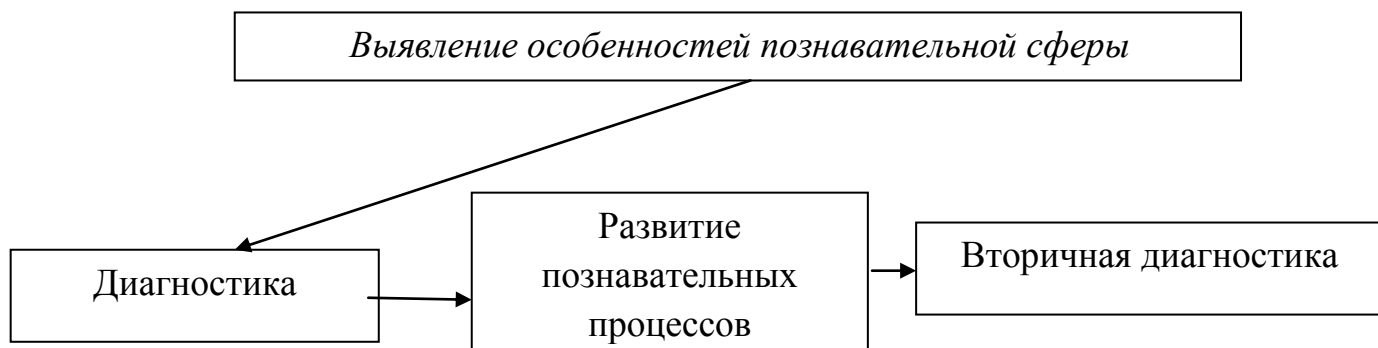 Выявление особенностей познавательной сферы
Диагностика
Развитие
познавательных
процессов
Вторичная диагностика